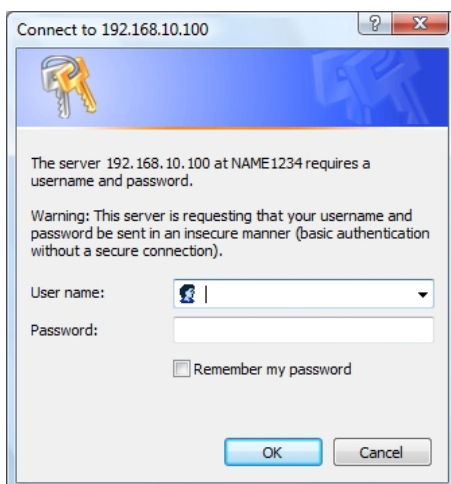 Connect to 192.168.10.100
The server 192.168.10.100 at NAME1234 requires a
username and password.
Warning: This server is requesting that your username and
password be sent in an insecure manner (basic authentication
without a secure connection).
User name:
Password:
Remember my password
OK Cancel